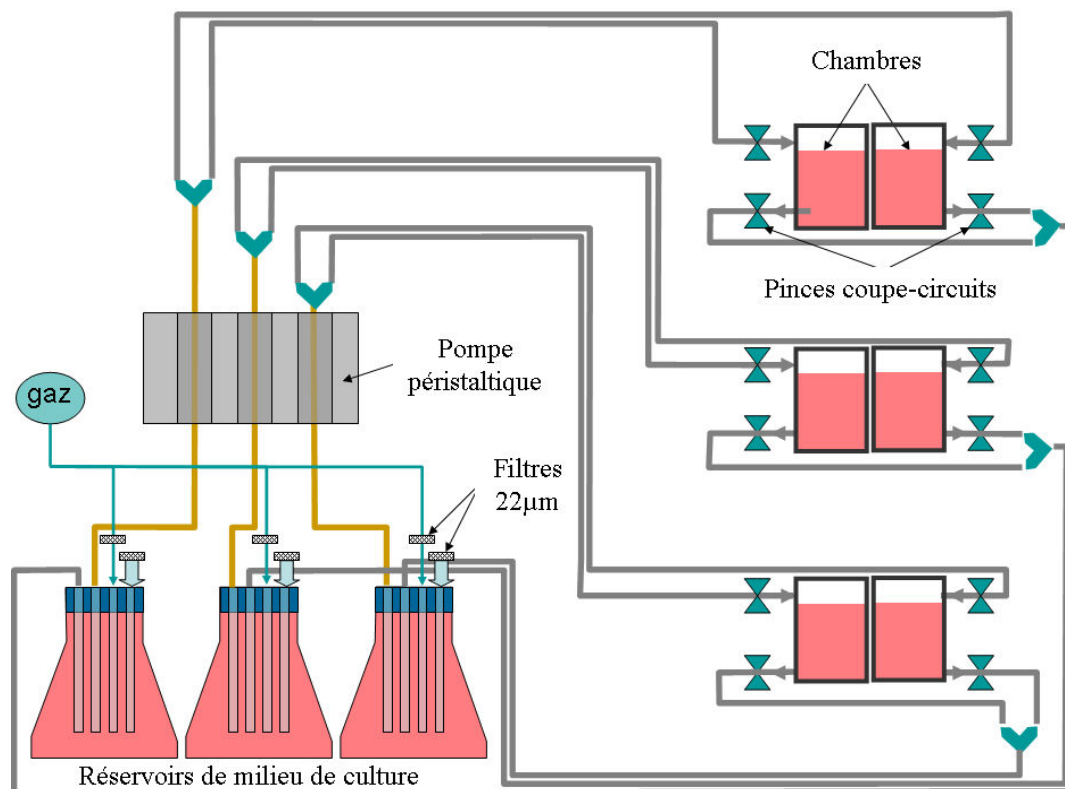 Chambres
Pinces coupe-circuits
Pompe
péristaltique
gaz
Filtres
22µm
Réservoirs de milieu de culture